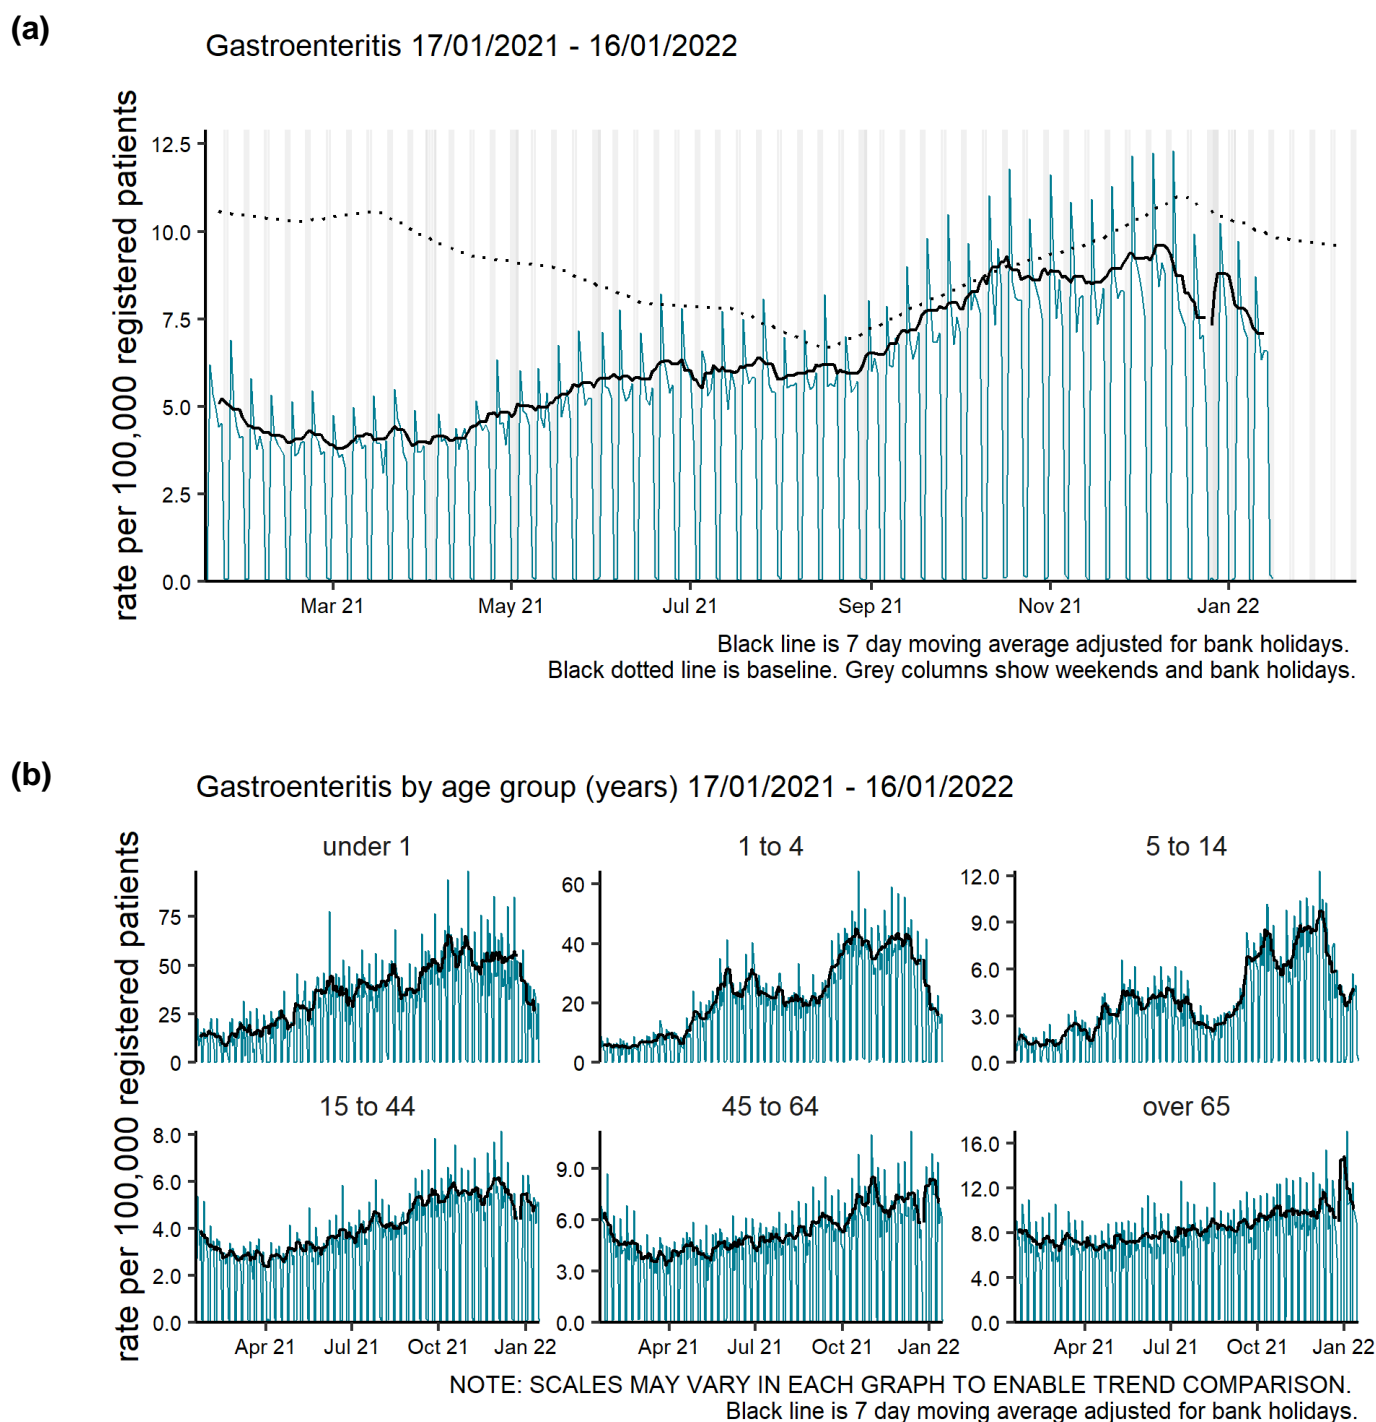 (a)
Gastroenteritis 17/01/2021 - 16/01/2022
rate per 100,000 registered patients
12.5
10.0
7.5
5.0
2.5
0.0
Mar 21 May 21 Jul 21 Sep 21 Nov 21 Jan 22
Black line is 7 day moving average adjusted for bank holidays.
Black dotted line is baseline. Grey columns show weekends and bank holidays.
(b)
Gastroenteritis by age group (years) 17/01/2021 - 16/01/2022
rate per 100,000 registered patients
under 1
75
50
25
0
1 to 4
60
40
20
0
5 to 14
12.0
9.0
6.0
3.0
0.0
15 to 44
8.0
6.0
4.0
2.0
0.0
Apr 21 Jul 21 Oct 21 Jan 22
45 to 64
9.0
6.0
3.0
0.0
Apr 21 Jul 21 Oct 21 Jan 22
over 65
16.0
12.0
8.0
4.0
0.0
Apr 21 Jul 21 Oct 21 Jan 22
NOTE: SCALES MAY VARY IN EACH GRAPH TO ENABLE TREND COMPARISON.
Black line is 7 day moving average adjusted for bank holidays.